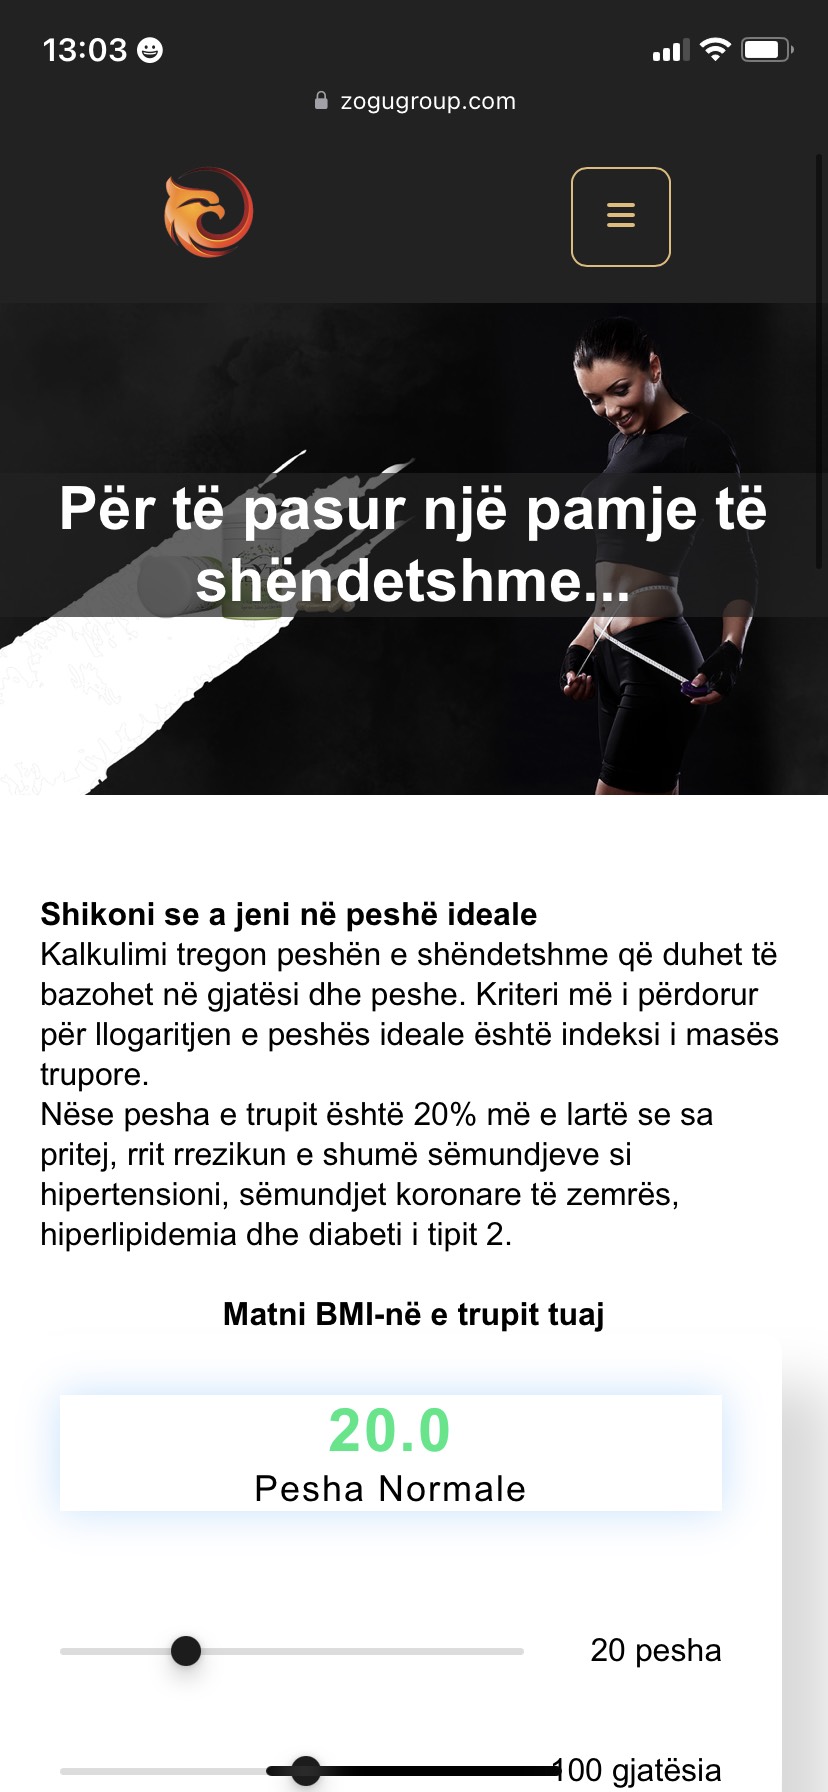 13:03
zogugroup.com
Për të pasur një pamje të
shëndetshme...
Shikoni se a jeni në peshë ideale
Kalkulimi tregon peshën e shëndetshme që duhet të
bazohet në gjatësi dhe peshe. Kriteri më i përdorur
për llogaritjen e peshës ideale është indeksi i masës
trupore.
Nëse pesha e trupit është 20% më e lartë se sa
pritej, rrit rrezikun e shumë sëmundjeve si
hipertensioni, sëmundjet koronare të zemrës,
hiperlipidemia dhe diabeti i tipit 2.
Matni BMI-në e trupit tuaj
20.0
Pesha Normale
20 pesha
100 gjatësia